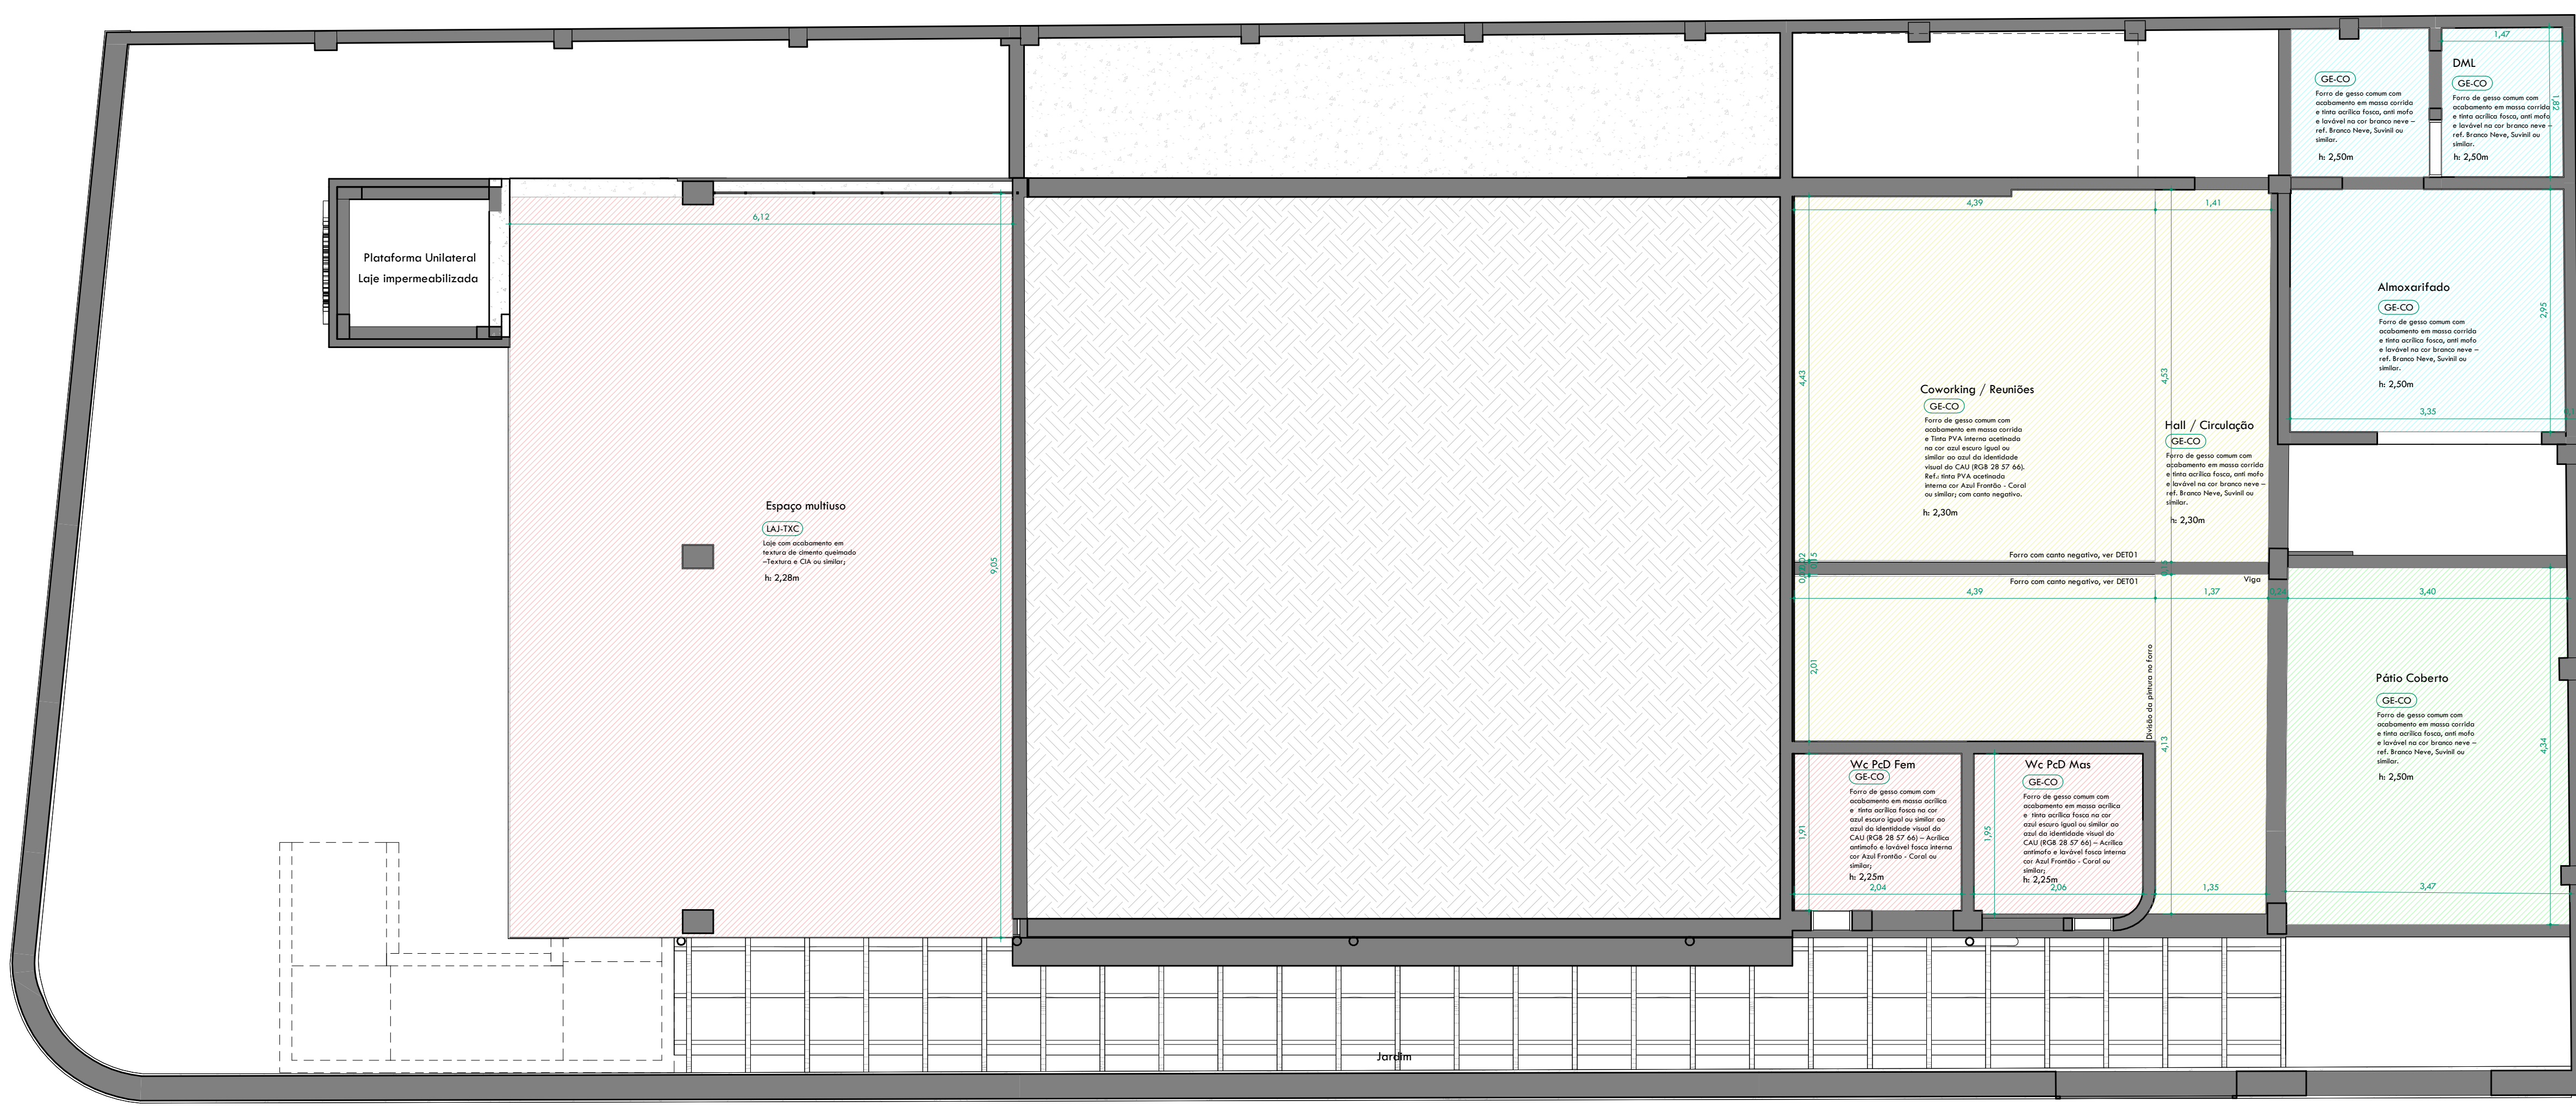 1,47
DML
GE-CO
Forro de gesso comum com
acabamento em massa corrida
e tinta acrílica fosca, anti mofo
e lavável na cor branco neve –
ref. Branco Neve, Suvinil ou
similar.
h: 2,50m
GE-CO
Forro de gesso comum com
acabamento em massa corrida
e tinta acrílica fosca, anti mofo
e lavável na cor branco neve –
ref. Branco Neve, Suvinil ou
similar.
h: 2,50m
1,82
Plataforma Unilateral
Laje impermeabilizada
6,12
9,05
Espaço multiuso
LAJ-TXC
Laje com acabamento em
textura de cimento queimado
–Textura e CIA ou similar;
h: 2,28m
4,39
1,41
4,43
4,53
Coworking / Reuniões
GE-CO
Forro de gesso comum com
acabamento em massa corrida
e Tinta PVA interna acetinada
na cor azul escuro igual ou
similar ao azul da identidade
visual do CAU (RGB 28 57 66).
Ref.: tinta PVA acetinada
interna cor Azul Frontão - Coral
ou similar; com canto negativo.
h: 2,30m
Hall / Circulação
GE-CO
Forro de gesso comum com
acabamento em massa corrida
e tinta acrílica fosca, anti mofo
e lavável na cor branco neve –
ref. Branco Neve, Suvinil ou
similar.
h: 2,30m
Almoxarifado
GE-CO
Forro de gesso comum com
acabamento em massa corrida
e tinta acrílica fosca, anti mofo
e lavável na cor branco neve –
ref. Branco Neve, Suvinil ou
similar.
h: 2,50m
2,95
3,35
Forro com canto negativo, ver DET01
0,15
0,15
Forro com canto negativo, ver DET01
Viga
4,39
1,37
0,24
3,40
2,01
Divisão da pintura no forro
4,13
Pátio Coberto
GE-CO
Forro de gesso comum com
acabamento em massa corrida
e tinta acrílica fosca, anti mofo
e lavável na cor branco neve –
ref. Branco Neve, Suvinil ou
similar.
h: 2,50m
4,34
3,47
Wc PcD Fem
GE-CO
Forro de gesso comum com
acabamento em massa acrílica
e tinta acrílica fosca na cor
azul escuro igual ou similar ao
azul da identidade visual do
CAU (RGB 28 57 66) – Acrílica
antimofo e lavável fosca interna
cor Azul Frontão - Coral ou
similar;
h: 2,25m
1,91
2,04
Wc PcD Mas
GE-CO
Forro de gesso comum com
acabamento em massa acrílica
e tinta acrílica fosca na cor
azul escuro igual ou similar ao
azul da identidade visual do
CAU (RGB 28 57 66) – Acrílica
antimofo e lavável fosca interna
cor Azul Frontão - Coral ou
similar;
h: 2,25m
1,95
2,06
1,35
Jardim